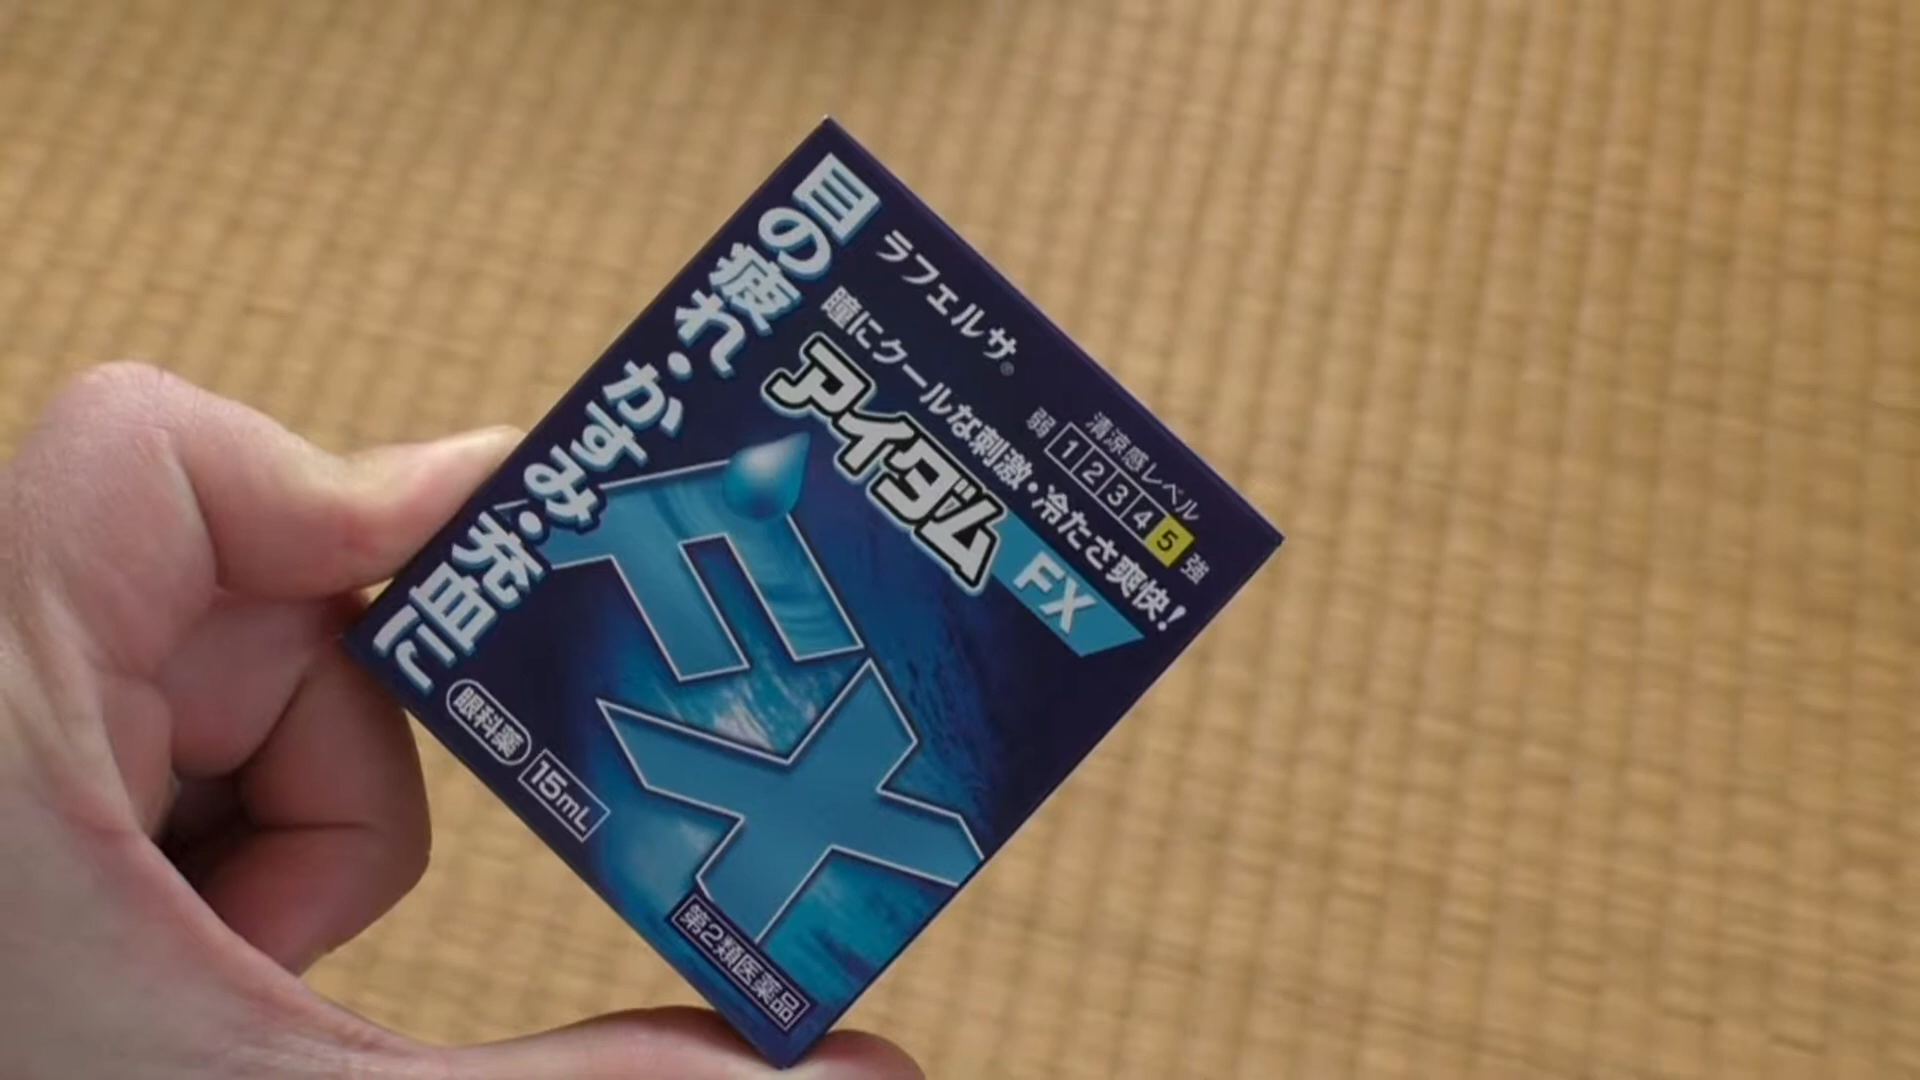 目の疲れ・かすみ・充血に
ラフェルサ®
瞳にクールな刺激・冷たさ爽快!
アイダム FX
清涼感レベル
弱 1 2 3 4 5 強
FX
眼科薬
15mL
第2類医薬品